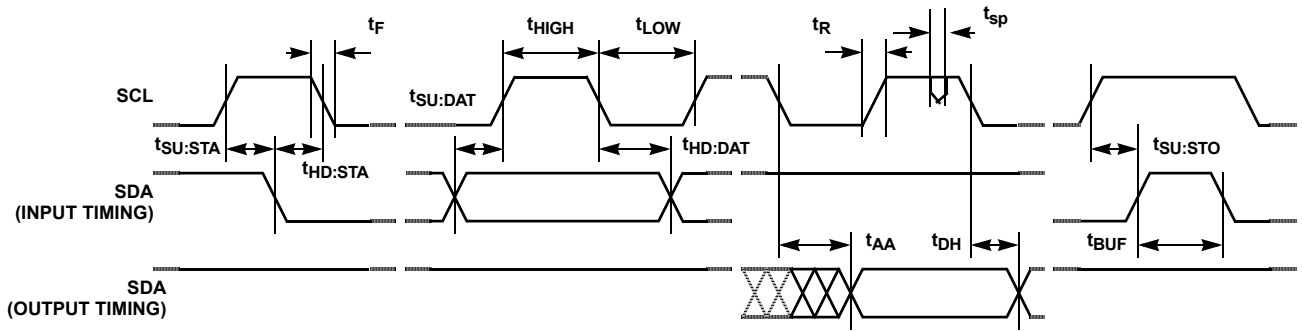 tF
tHIGH
tLOW
tR
tsp
SCL
tSU:DAT
tSU:STA
tHD:STA
tHD:DAT
tSU:STO
SDA
(INPUT TIMING)
tAA
tDH
tBUF
SDA
(OUTPUT TIMING)